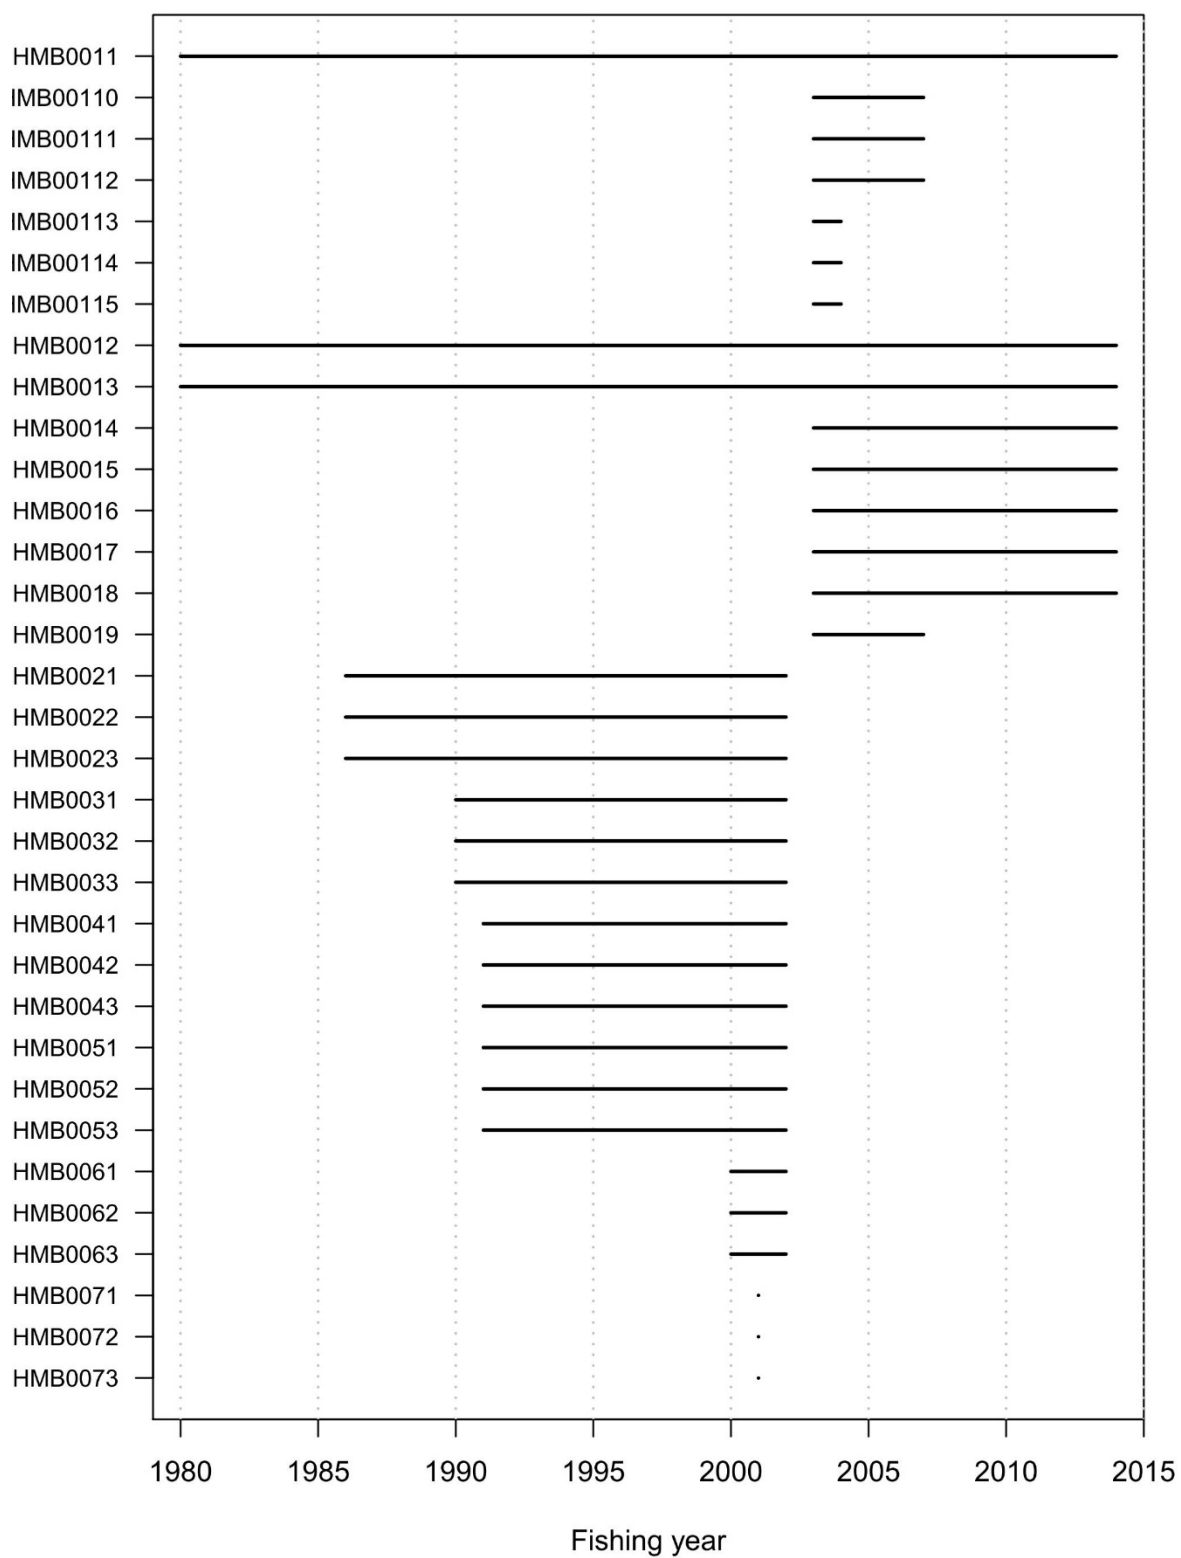 HMB0011
IMB00110
IMB00111
IMB00112
IMB00113
IMB00114
IMB00115
HMB0012
HMB0013
HMB0014
HMB0015
HMB0016
HMB0017
HMB0018
HMB0019
HMB0021
HMB0022
HMB0023
HMB0031
HMB0032
HMB0033
HMB0041
HMB0042
HMB0043
HMB0051
HMB0052
HMB0053
HMB0061
HMB0062
HMB0063
HMB0071
HMB0072
HMB0073
1980 1985 1990 1995 2000 2005 2010 2015
Fishing year